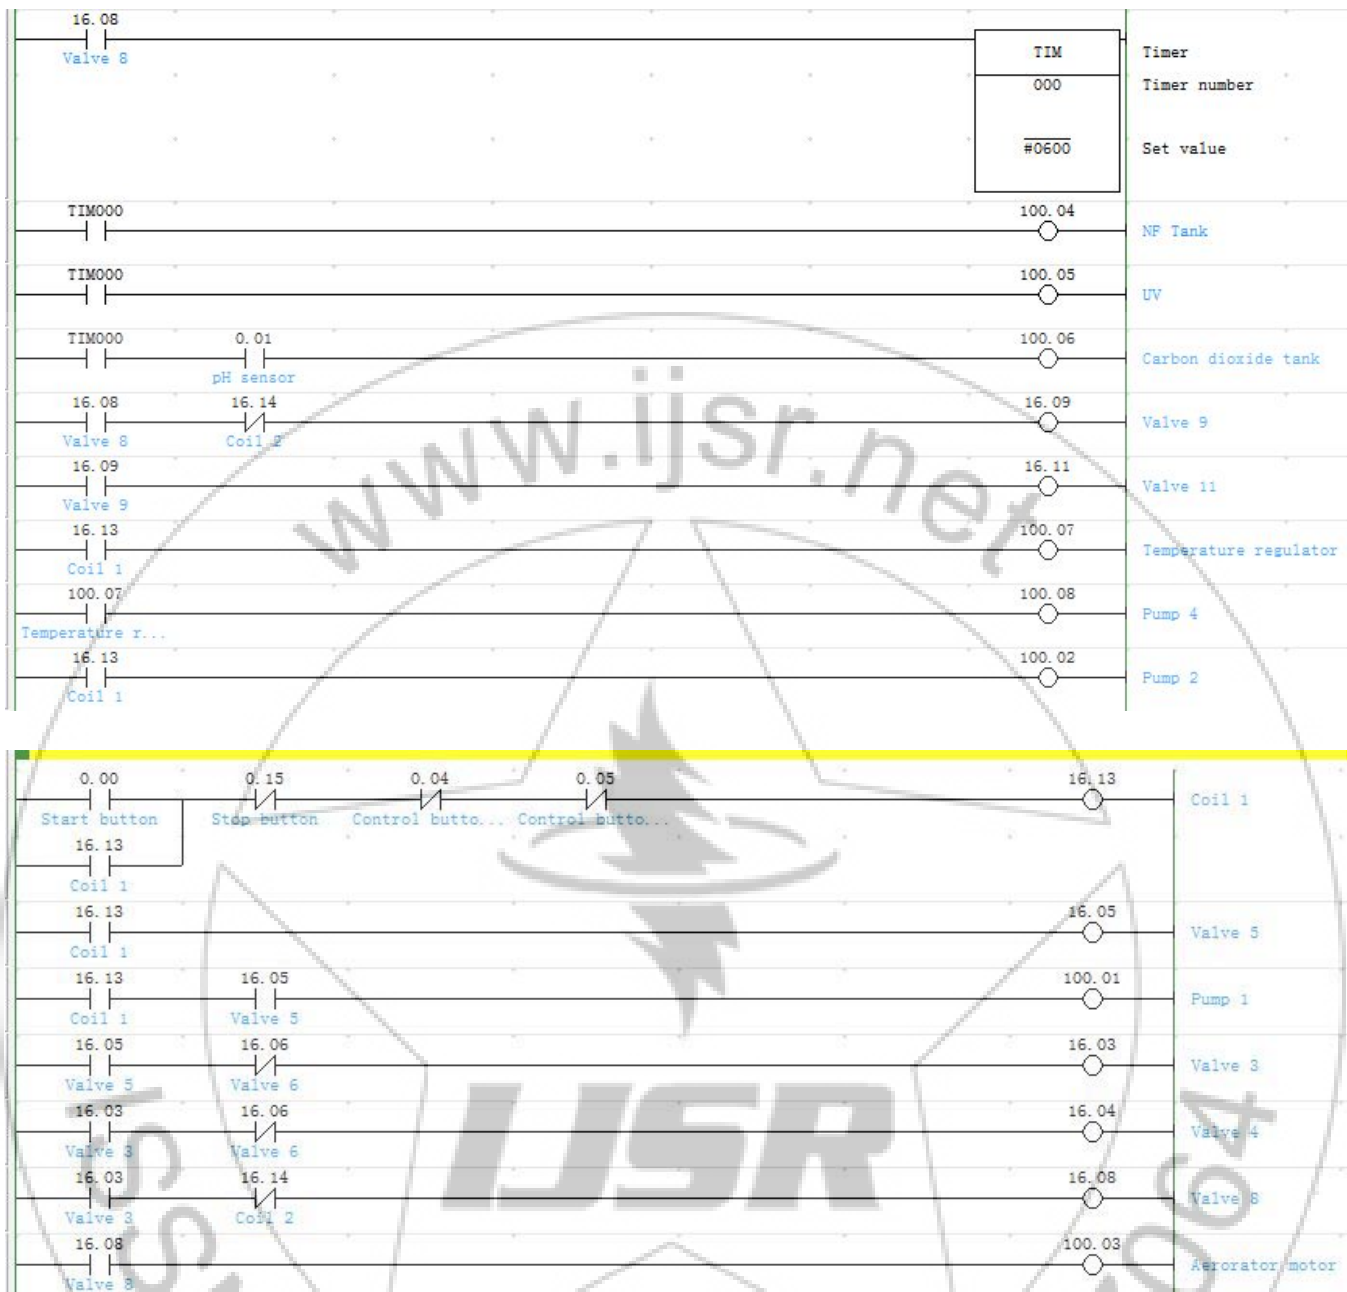 16.08
Valve 8
TIM Timer
000 Timer number
#0600 Set value
TIM000 100.04
NF Tank
TIM000 100.05
UV
TIM000 0.01 100.06
pH sensor Carbon dioxide tank
16.08 16.14 16.09
Valve 8 Coil 2 Valve 9
16.09 16.11
Valve 9 Valve 11
16.13 100.07
Coil 1 Temperature regulator
100.07 100.08
Temperature r... Pump 4
16.13 100.02
Coil 1 Pump 2
0.00 0.15 0.04 0.05 16.13
Start button Stop button Control butto... Control butto... Coil 1
16.13
Coil 1
16.13 16.05
Coil 1 Valve 5
16.13 16.05 100.01
Coil 1 Valve 5 Pump 1
16.05 16.06 16.03
Valve 5 Valve 6 Valve 3
16.03 16.06 16.04
Valve 3 Valve 6 Valve 4
16.03 16.14 16.08
Valve 3 Coil 2 Valve 8
16.08 100.03
Valve 8 Aerorator motor
www.ijsr.net
IJSR